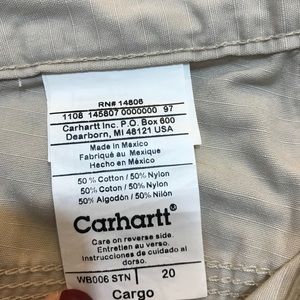 RN# 14806
1108 145807 0000000 97
Carhartt Inc. P.O. Box 600
Dearborn, MI 48121 USA
Made in Mexico
Fabriqué au Mexique
Hecho en México
50% Cotton / 50% Nylon
50% Coton / 50% Nylon
50% Algodón / 50% Nilón
Carhartt®
Care on reverse side.
Entretien au verso.
Instrucciones de cuidado al
dorso.
WB006 STN 20
Cargo